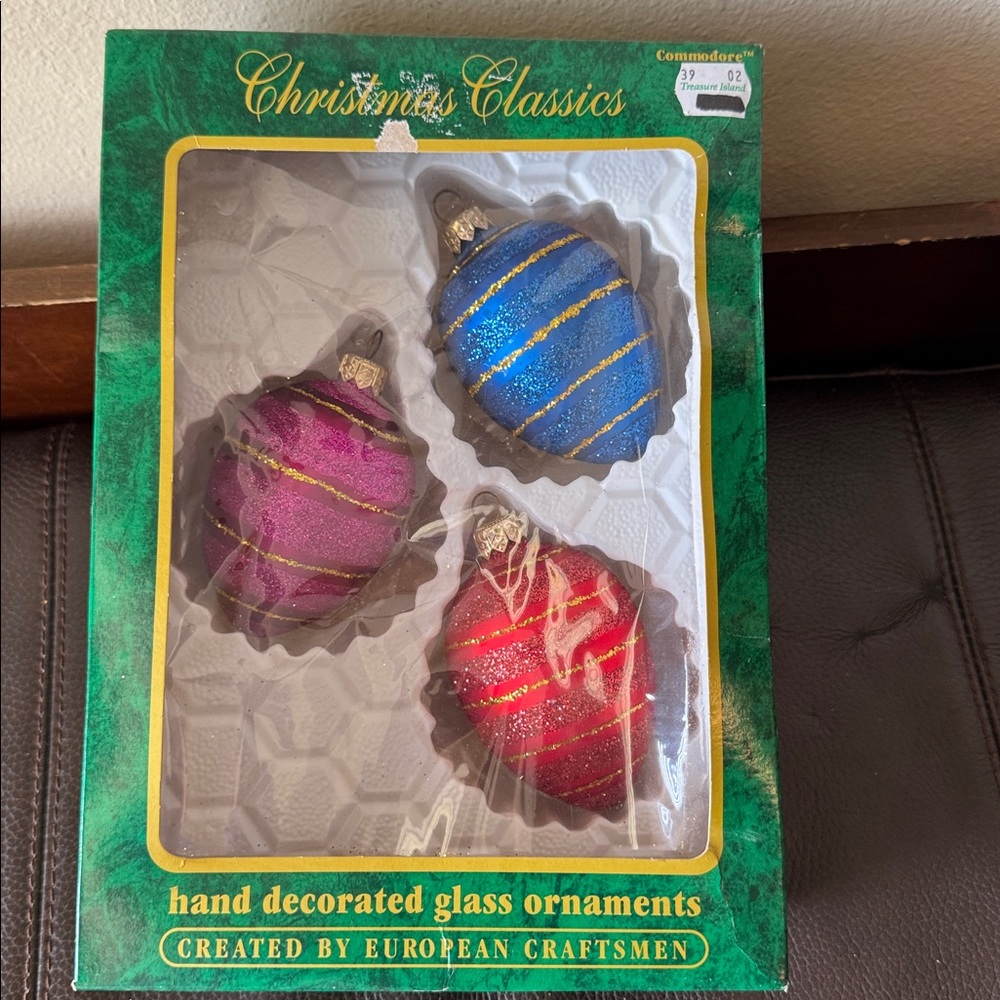 Commodore™
Christmas Classics
39 02
Treasure Island
hand decorated glass ornaments
CREATED BY EUROPEAN CRAFTSMEN